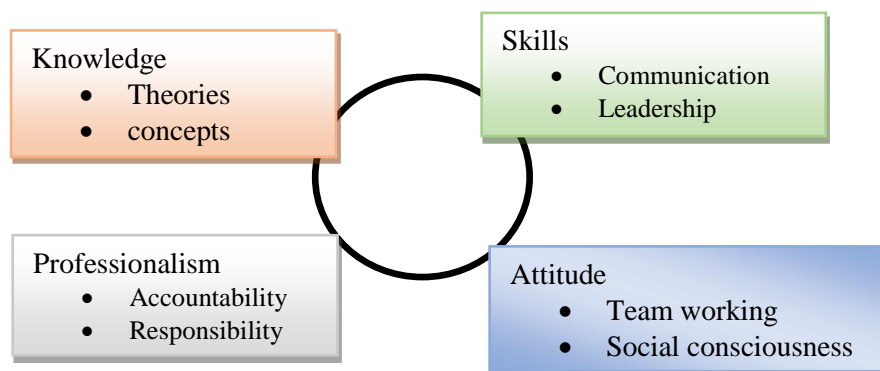 Knowledge
• Theories
• concepts
Skills
• Communication
• Leadership
Professionalism
• Accountability
• Responsibility
Attitude
• Team working
• Social consciousness